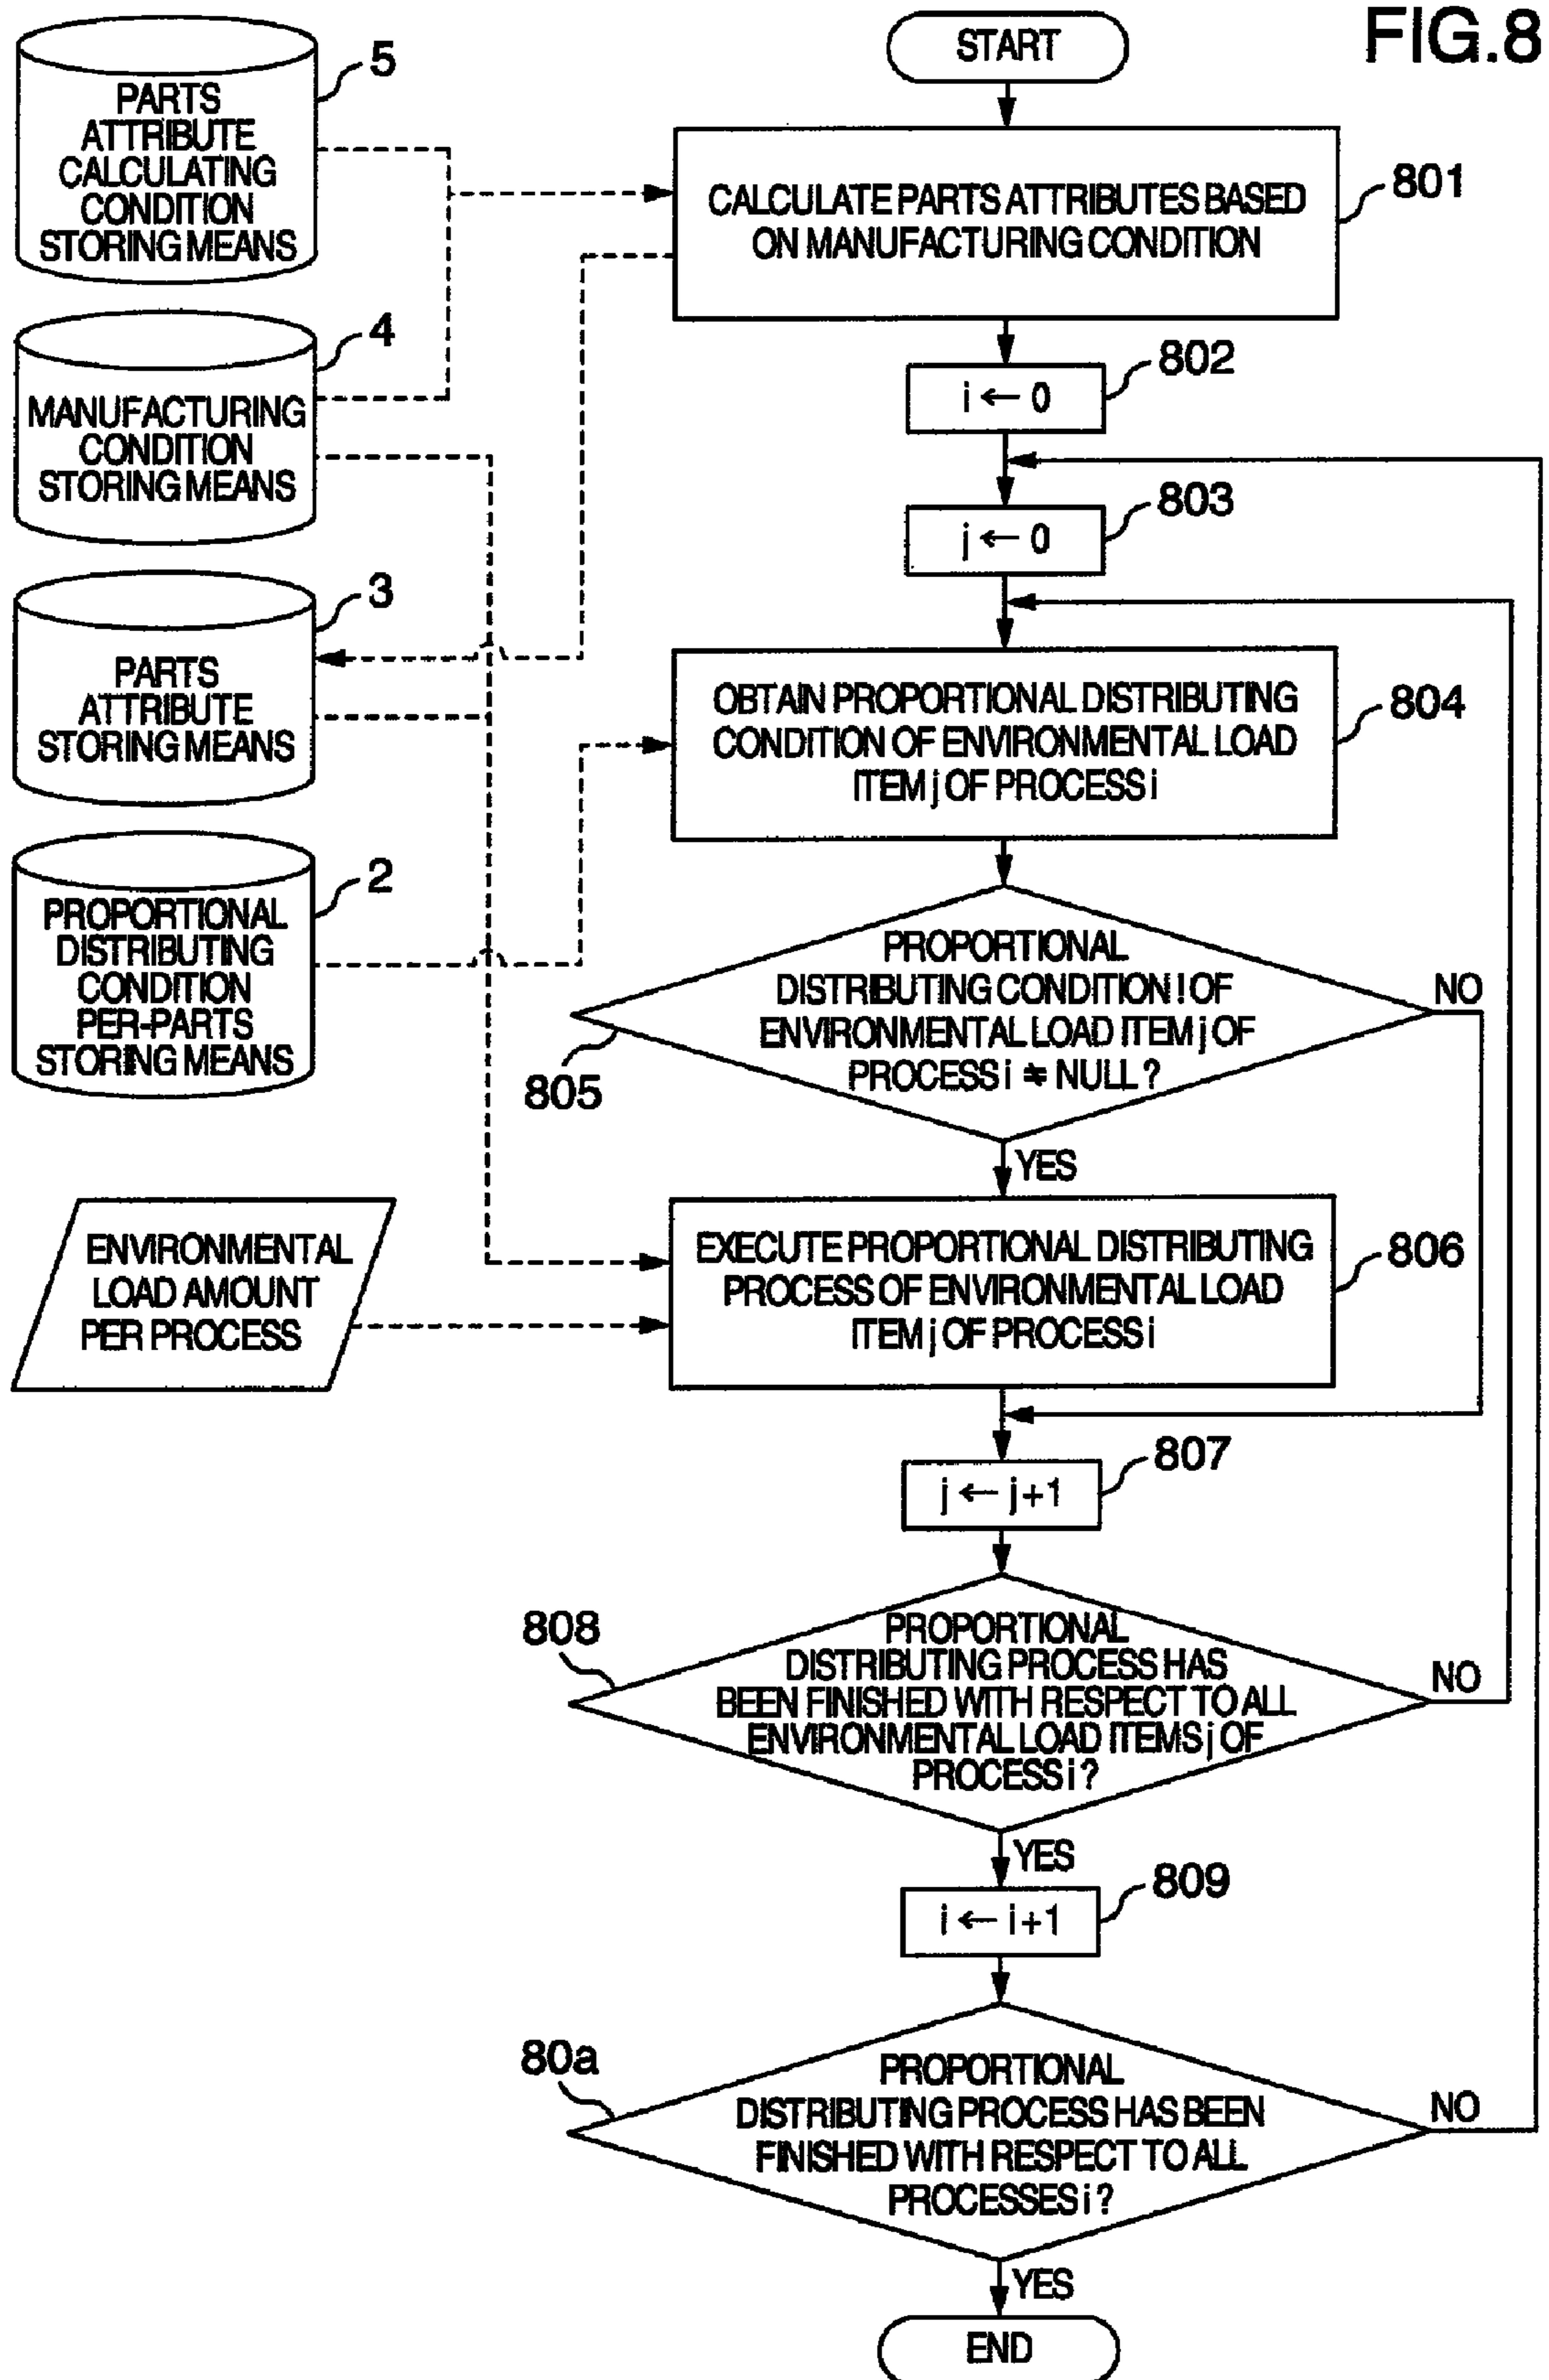 FIG.8
START
5
PARTS
ATTRIBUTE
CALCULATING
CONDITION
STORING MEANS
801
CALCULATE PARTS ATTRIBUTES BASED
ON MANUFACTURING CONDITION
4
MANUFACTURING
CONDITION
STORING MEANS
802
i ← 0
803
j ← 0
3
PARTS
ATTRIBUTE
STORING MEANS
804
OBTAIN PROPORTIONAL DISTRIBUTING
CONDITION OF ENVIRONMENTAL LOAD
ITEM j OF PROCESS i
2
PROPORTIONAL
DISTRIBUTING
CONDITION
PER-PARTS
STORING MEANS
PROPORTIONAL
DISTRIBUTING CONDITION ! OF
ENVIRONMENTAL LOAD ITEM j OF
PROCESS i ≠ NULL ?
NO
805
YES
ENVIRONMENTAL
LOAD AMOUNT
PER PROCESS
806
EXECUTE PROPORTIONAL DISTRIBUTING
PROCESS OF ENVIRONMENTAL LOAD
ITEM j OF PROCESS i
807
j ← j+1
808
PROPORTIONAL
DISTRIBUTING PROCESS HAS
BEEN FINISHED WITH RESPECT TO ALL
ENVIRONMENTAL LOAD ITEMS j OF
PROCESS i ?
NO
YES
809
i ← i+1
80a
PROPORTIONAL
DISTRIBUTING PROCESS HAS BEEN
FINISHED WITH RESPECT TO ALL
PROCESSES i ?
NO
YES
END